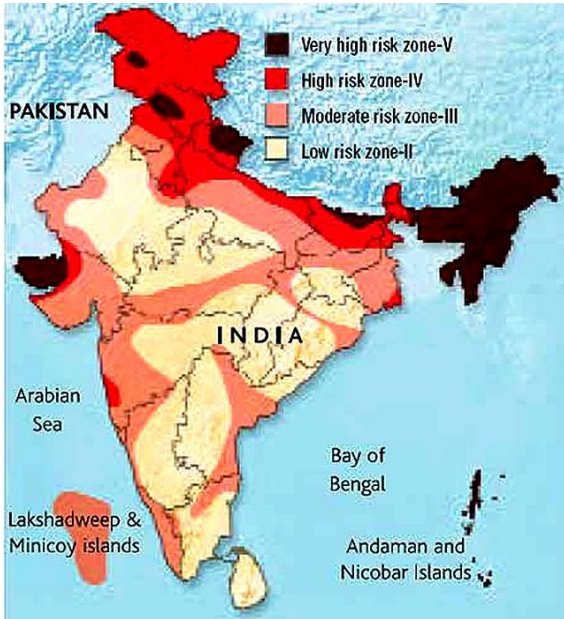 Very high risk zone-V
High risk zone-IV
PAKISTAN
Moderate risk zone-III
Low risk zone-II
INDIA
Arabian
Sea
Bay of
Bengal
Lakshadweep &
Minicoy islands
Andaman and
Nicobar Islands